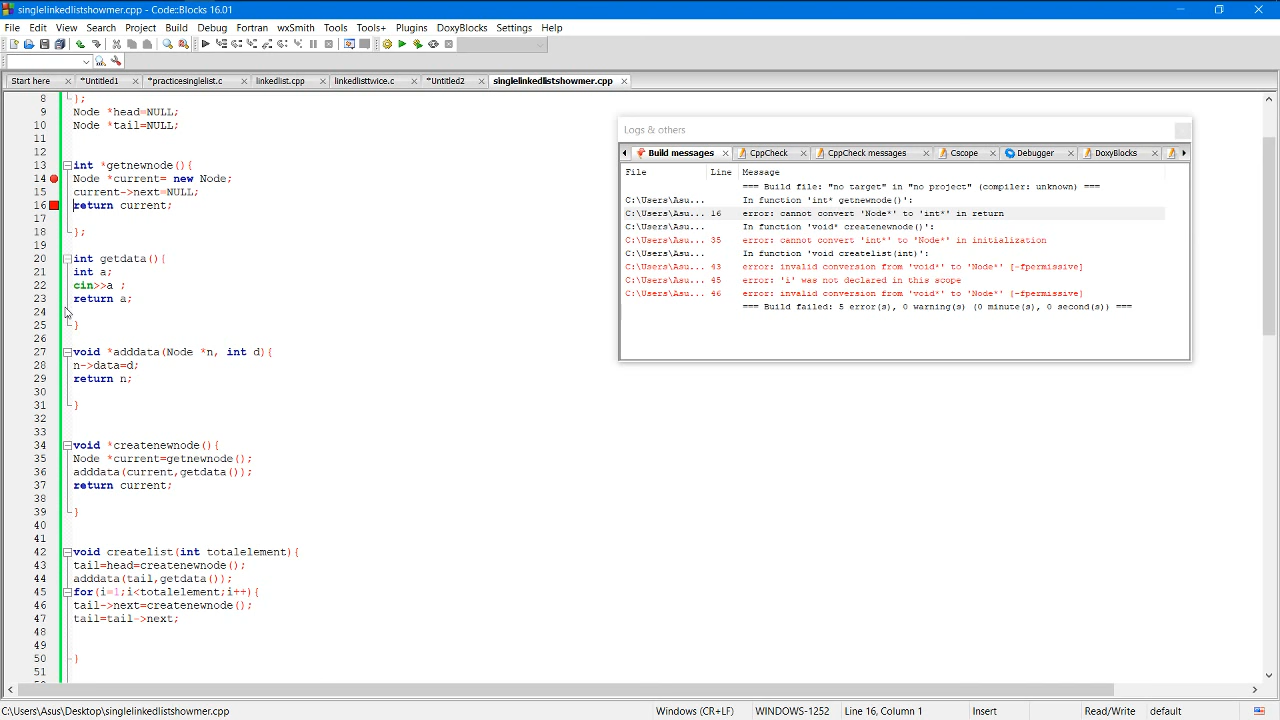 singlelinkedlistshowmer.cpp - Code::Blocks 16.01
File Edit View Search Project Build Debug Fortran wxSmith Tools Tools+ Plugins DoxyBlocks Settings Help
Start here *Untitled1 *practicesinglelist.c linkedlist.cpp linkedlisttwice.c *Untitled2 singlelinkedlistshowmer.cpp
8 };
9 Node *head=NULL;
10 Node *tail=NULL;
11
12
13 int *getnewnode(){
14 Node *current= new Node;
15 current->next=NULL;
16 return current;
17
18 };
19
20 int getdata(){
21 int a;
22 cin>>a ;
23 return a;
24
25 }
26
27 void *adddata(Node *n, int d){
28 n->data=d;
29 return n;
30
31 }
32
33
34 void *createnewnode(){
35 Node *current=getnewnode();
36 adddata(current,getdata());
37 return current;
38
39 }
40
41
42 void createlist(int totalelement){
43 tail=head=createnewnode();
44 adddata(tail,getdata());
45 for(i=1;i<totalelement;i++){
46 tail->next=createnewnode();
47 tail=tail->next;
48
49
50 }
51
Logs & others
Build messages CppCheck CppCheck messages Cscope Debugger DoxyBlocks
File Line Message
=== Build file: "no target" in "no project" (compiler: unknown) ===
C:\Users\Asu... In function 'int* getnewnode()':
C:\Users\Asu... 16 error: cannot convert 'Node*' to 'int*' in return
C:\Users\Asu... In function 'void* createnewnode()':
C:\Users\Asu... 35 error: cannot convert 'int*' to 'Node*' in initialization
C:\Users\Asu... In function 'void createlist(int)':
C:\Users\Asu... 43 error: invalid conversion from 'void*' to 'Node*' [-fpermissive]
C:\Users\Asu... 45 error: 'i' was not declared in this scope
C:\Users\Asu... 46 error: invalid conversion from 'void*' to 'Node*' [-fpermissive]
=== Build failed: 5 error(s), 0 warning(s) (0 minute(s), 0 second(s)) ===
C:\Users\Asus\Desktop\singlelinkedlistshowmer.cpp Windows (CR+LF) WINDOWS-1252 Line 16, Column 1 Insert Read/Write default